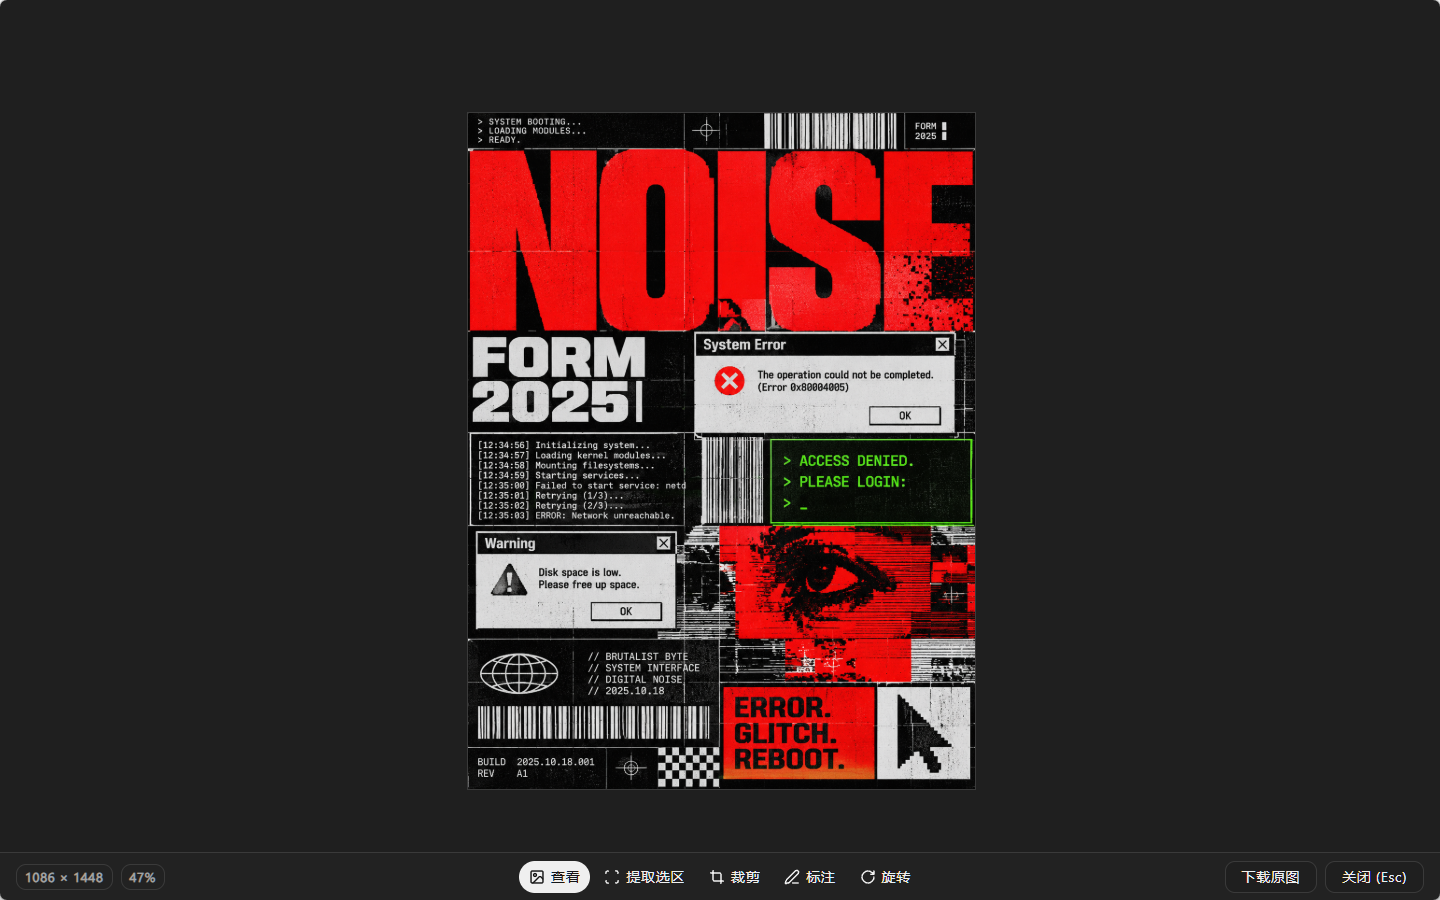 > SYSTEM BOOTING...
> LOADING MODULES...
> READY.
FORM
2025
NOISE
FORM
2025
System Error
The operation could not be completed.
(Error 0x80004005)
OK
[12:34:56] Initializing system...
[12:34:57] Loading kernel modules...
[12:34:58] Mounting filesystems...
[12:34:59] Starting services...
[12:35:00] Failed to start service: netd
[12:35:01] Retrying (1/3)...
[12:35:02] Retrying (2/3)...
[12:35:03] ERROR: Network unreachable.
> ACCESS DENIED.
> PLEASE LOGIN:
> _
Warning
Disk space is low.
Please free up space.
OK
// BRUTALIST BYTE
// SYSTEM INTERFACE
// DIGITAL NOISE
// 2025.10.18
ERROR.
GLITCH.
REBOOT.
BUILD 2025.10.18.001
REV A1
1086 × 1448 47% 查看 提取选区 裁剪 标注 旋转 下载原图 关闭 (Esc)